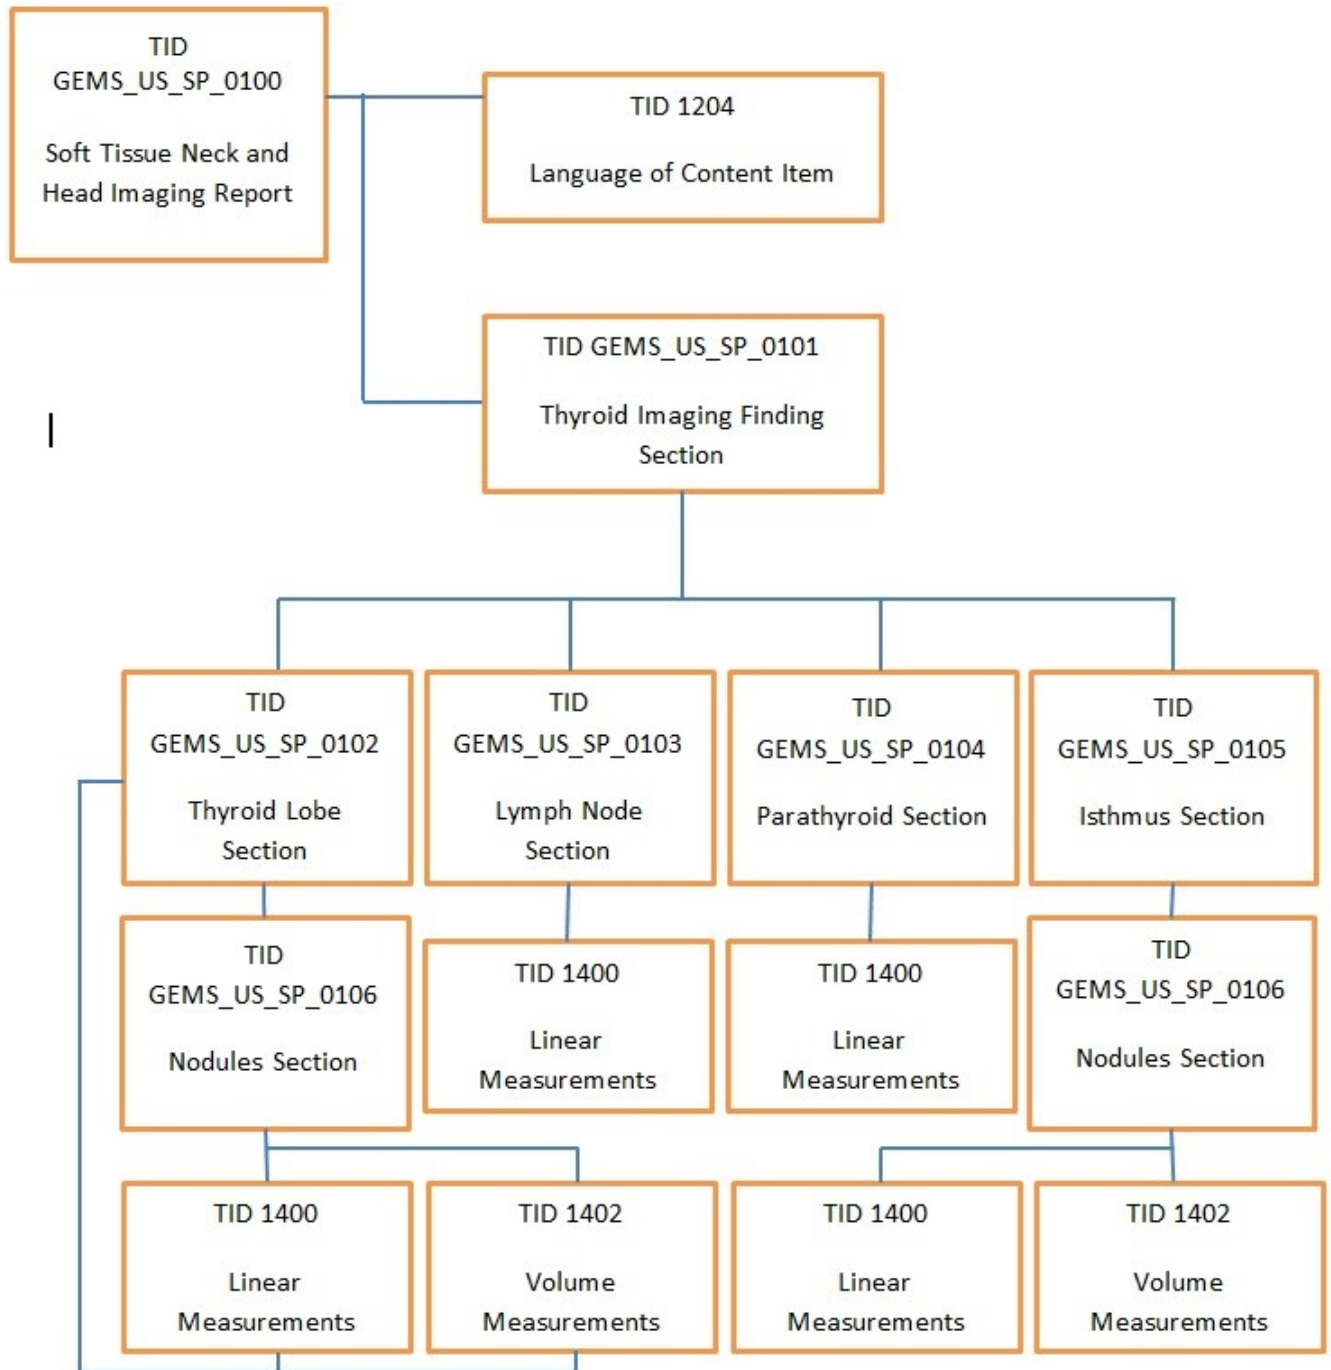 TID
GEMS_US_SP_0100
Soft Tissue Neck and
Head Imaging Report
TID 1204
Language of Content Item
TID GEMS_US_SP_0101
Thyroid Imaging Finding
Section
TID
GEMS_US_SP_0102
Thyroid Lobe
Section
TID
GEMS_US_SP_0103
Lymph Node
Section
TID
GEMS_US_SP_0104
Parathyroid Section
TID
GEMS_US_SP_0105
Isthmus Section
TID
GEMS_US_SP_0106
Nodules Section
TID 1400
Linear
Measurements
TID 1400
Linear
Measurements
TID
GEMS_US_SP_0106
Nodules Section
TID 1400
Linear
Measurements
TID 1402
Volume
Measurements
TID 1400
Linear
Measurements
TID 1402
Volume
Measurements